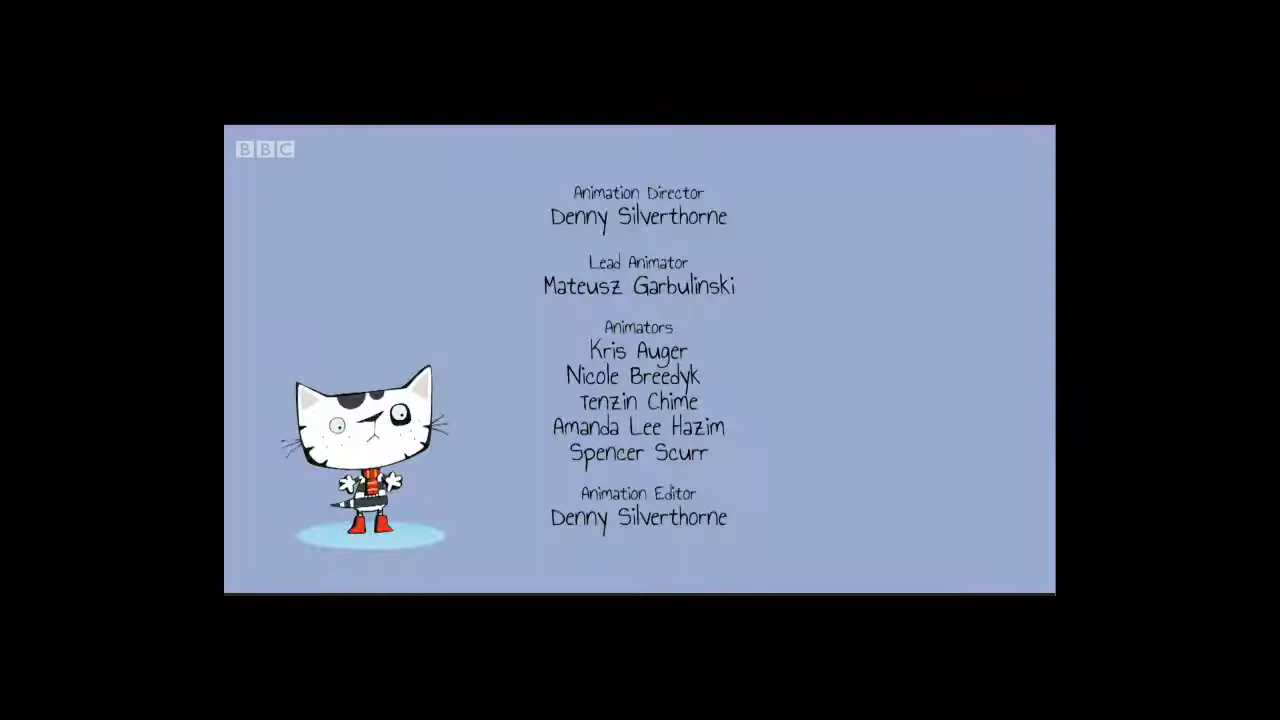 BBC
Animation Director
Denny Silverthorne
Lead Animator
Mateusz Garbulinski
Animators
Kris Auger
Nicole Breedyk
Tenzin Chime
Amanda Lee Hazim
Spencer Scurr
Animation Editor
Denny Silverthorne